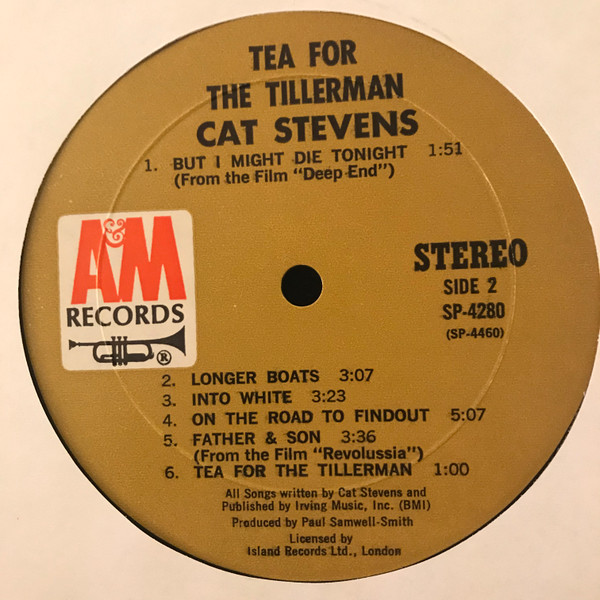 TEA FOR
THE TILLERMAN
CAT STEVENS
1. BUT I MIGHT DIE TONIGHT 1:51
(From the Film "Deep End")
A&M
RECORDS
®
STEREO
SIDE 2
SP-4280
(SP-4460)
2. LONGER BOATS 3:07
3. INTO WHITE 3:23
4. ON THE ROAD TO FINDOUT 5:07
5. FATHER & SON 3:36
(From the Film "Revolussia")
6. TEA FOR THE TILLERMAN 1:00
All Songs written by Cat Stevens and
Published by Irving Music, Inc. (BMI)
Produced by Paul Samwell-Smith
Licensed by
Island Records Ltd., London